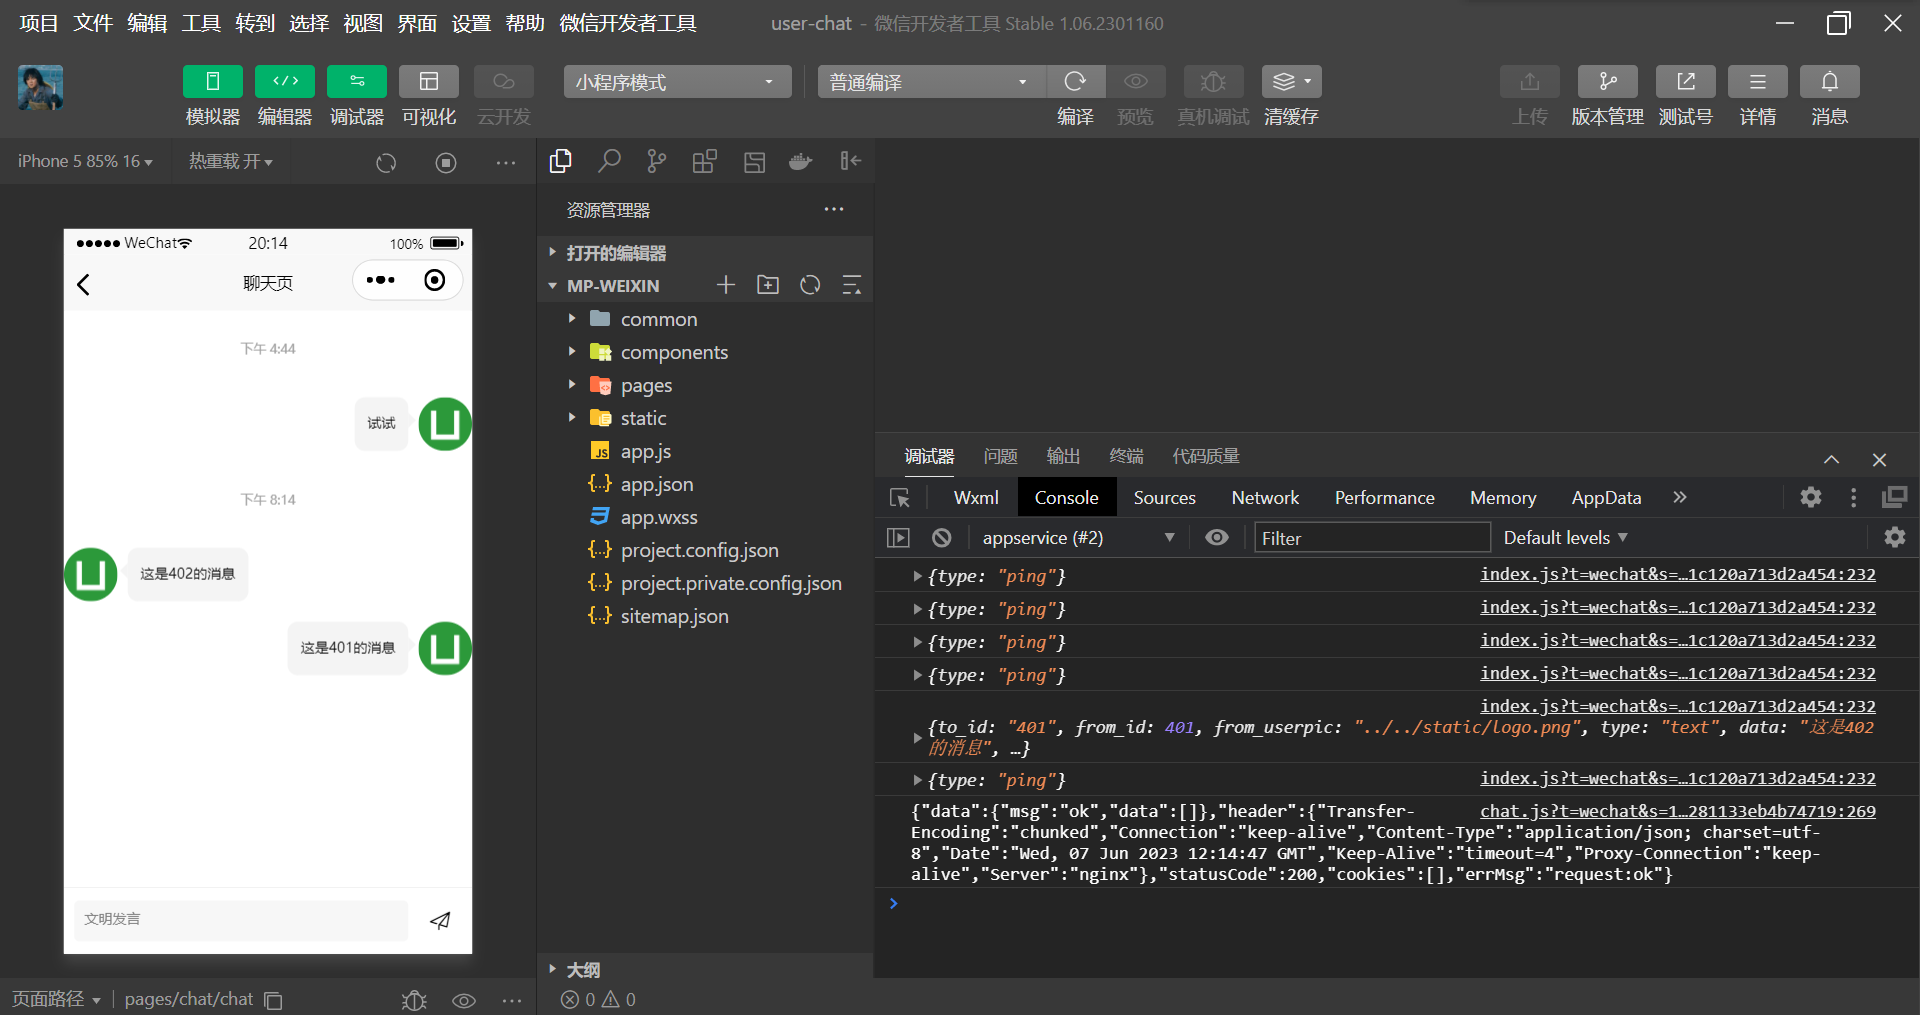 项目 文件 编辑 工具 转到 选择 视图 界面 设置 帮助 微信开发者工具
user-chat - 微信开发者工具 Stable 1.06.2301160
小程序模式
普通编译
模拟器 编辑器 调试器 可视化 云开发
编译 预览 真机调试 清缓存
上传 版本管理 测试号 详情 消息
iPhone 5 85% 16
热重载 开
WeChat 20:14 100%
聊天页
下午 4:44
试试
下午 8:14
这是402的消息
这是401的消息
文明发言
页面路径 | pages/chat/chat
资源管理器
打开的编辑器
MP-WEIXIN
common
components
pages
static
JS app.js
{..} app.json
app.wxss
{..} project.config.json
{..} project.private.config.json
{..} sitemap.json
大纲
0 0
调试器 问题 输出 终端 代码质量
Wxml Console Sources Network Performance Memory AppData
appservice (#2) Filter Default levels
{type: "ping"} index.js?t=wechat&s=…1c120a713d2a454:232
{type: "ping"} index.js?t=wechat&s=…1c120a713d2a454:232
{type: "ping"} index.js?t=wechat&s=…1c120a713d2a454:232
{type: "ping"} index.js?t=wechat&s=…1c120a713d2a454:232
index.js?t=wechat&s=…1c120a713d2a454:232
{to_id: "401", from_id: 401, from_userpic: "../../static/logo.png", type: "text", data: "这是402
的消息", …}
{type: "ping"} index.js?t=wechat&s=…1c120a713d2a454:232
{"data":{"msg":"ok","data":[]},"header":{"Transfer- chat.js?t=wechat&s=1…281133eb4b74719:269
Encoding":"chunked","Connection":"keep-alive","Content-Type":"application/json; charset=utf-
8","Date":"Wed, 07 Jun 2023 12:14:47 GMT","Keep-Alive":"timeout=4","Proxy-Connection":"keep-
alive","Server":"nginx"},"statusCode":200,"cookies":[],"errMsg":"request:ok"}